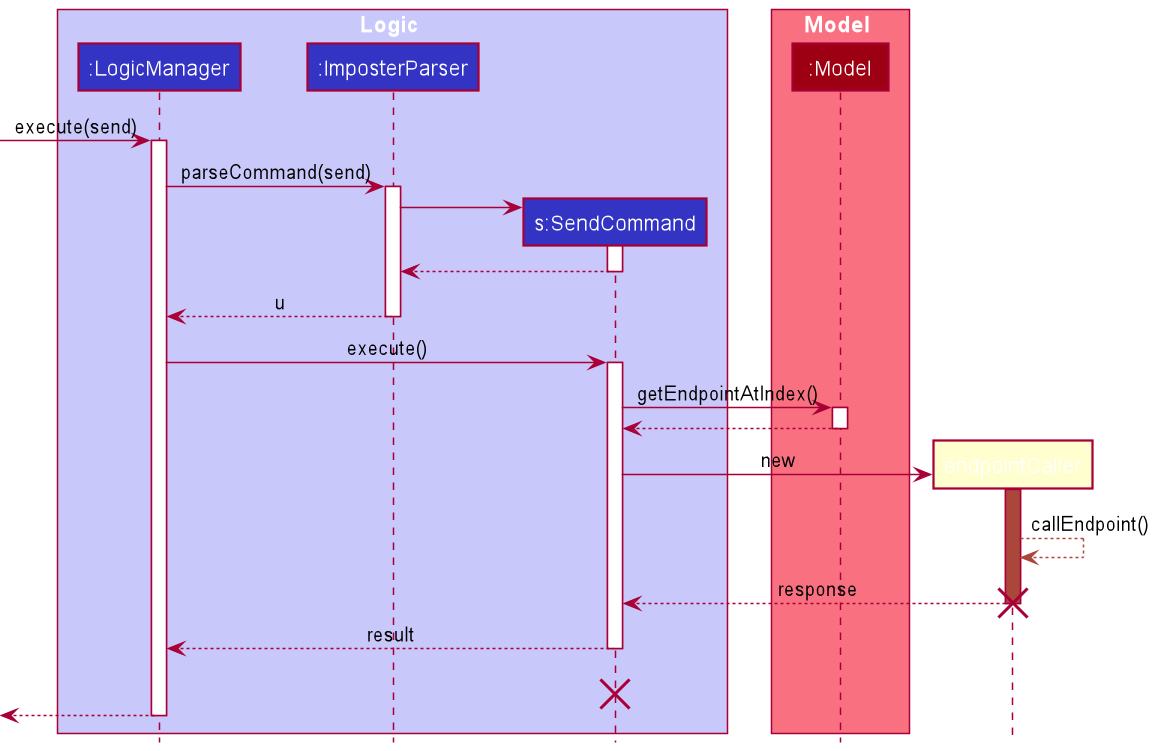 Logic
Model
:LogicManager
:ImposterParser
:Model
execute(send)
parseCommand(send)
s:SendCommand
u
execute()
getEndpointAtIndex()
new
endpointCaller
callEndpoint()
response
result